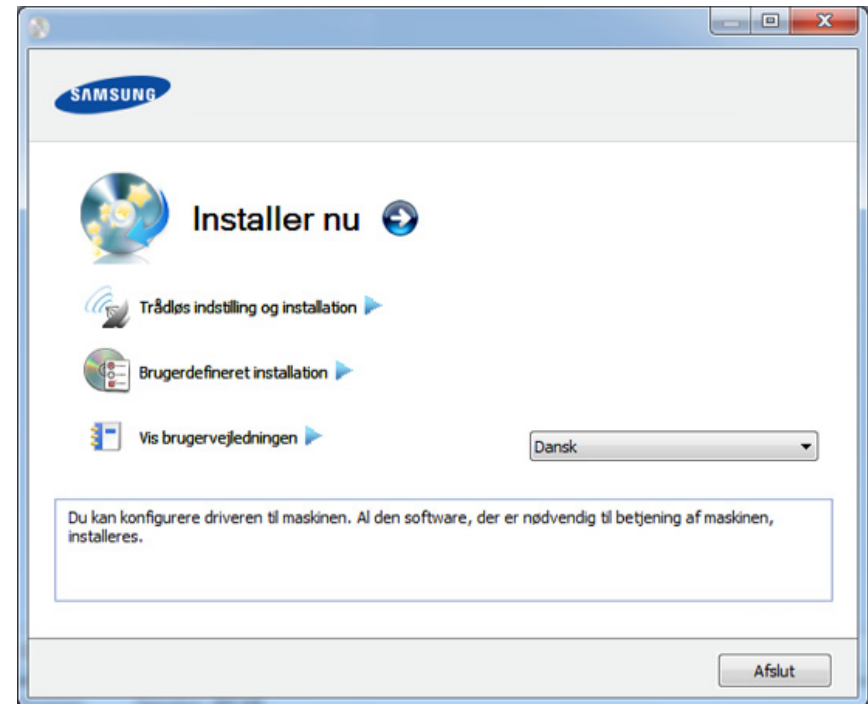 SAMSUNG
Installer nu
Trådløs indstilling og installation
Brugerdefineret installation
Vis brugervejledningen
Dansk
Du kan konfigurere driveren til maskinen. Al den software, der er nødvendig til betjening af maskinen,
installeres.
Afslut